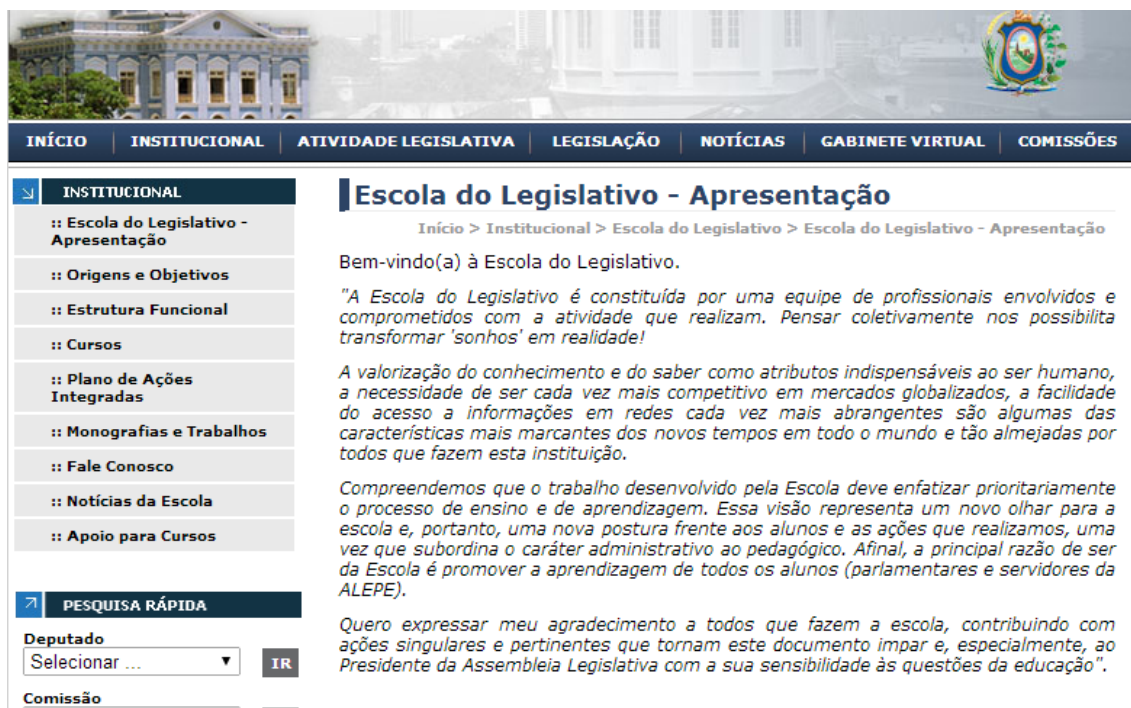 INÍCIO
INSTITUCIONAL
ATIVIDADE LEGISLATIVA
LEGISLAÇÃO
NOTÍCIAS
GABINETE VIRTUAL
COMISSÕES
INSTITUCIONAL
:: Escola do Legislativo -
Apresentação
:: Origens e Objetivos
:: Estrutura Funcional
:: Cursos
:: Plano de Ações
Integradas
:: Monografias e Trabalhos
:: Fale Conosco
:: Notícias da Escola
:: Apoio para Cursos
PESQUISA RÁPIDA
Deputado
Selecionar ...
IR
Comissão
Escola do Legislativo - Apresentação
Início > Institucional > Escola do Legislativo > Escola do Legislativo - Apresentação
Bem-vindo(a) à Escola do Legislativo.
"A Escola do Legislativo é constituída por uma equipe de profissionais envolvidos e
comprometidos com a atividade que realizam. Pensar coletivamente nos possibilita
transformar 'sonhos' em realidade!
A valorização do conhecimento e do saber como atributos indispensáveis ao ser humano,
a necessidade de ser cada vez mais competitivo em mercados globalizados, a facilidade
do acesso a informações em redes cada vez mais abrangentes são algumas das
características mais marcantes dos novos tempos em todo o mundo e tão almejadas por
todos que fazem esta instituição.
Compreendemos que o trabalho desenvolvido pela Escola deve enfatizar prioritariamente
o processo de ensino e de aprendizagem. Essa visão representa um novo olhar para a
escola e, portanto, uma nova postura frente aos alunos e as ações que realizamos, uma
vez que subordina o caráter administrativo ao pedagógico. Afinal, a principal razão de ser
da Escola é promover a aprendizagem de todos os alunos (parlamentares e servidores da
ALEPE).
Quero expressar meu agradecimento a todos que fazem a escola, contribuindo com
ações singulares e pertinentes que tornam este documento impar e, especialmente, ao
Presidente da Assembleia Legislativa com a sua sensibilidade às questões da educação".